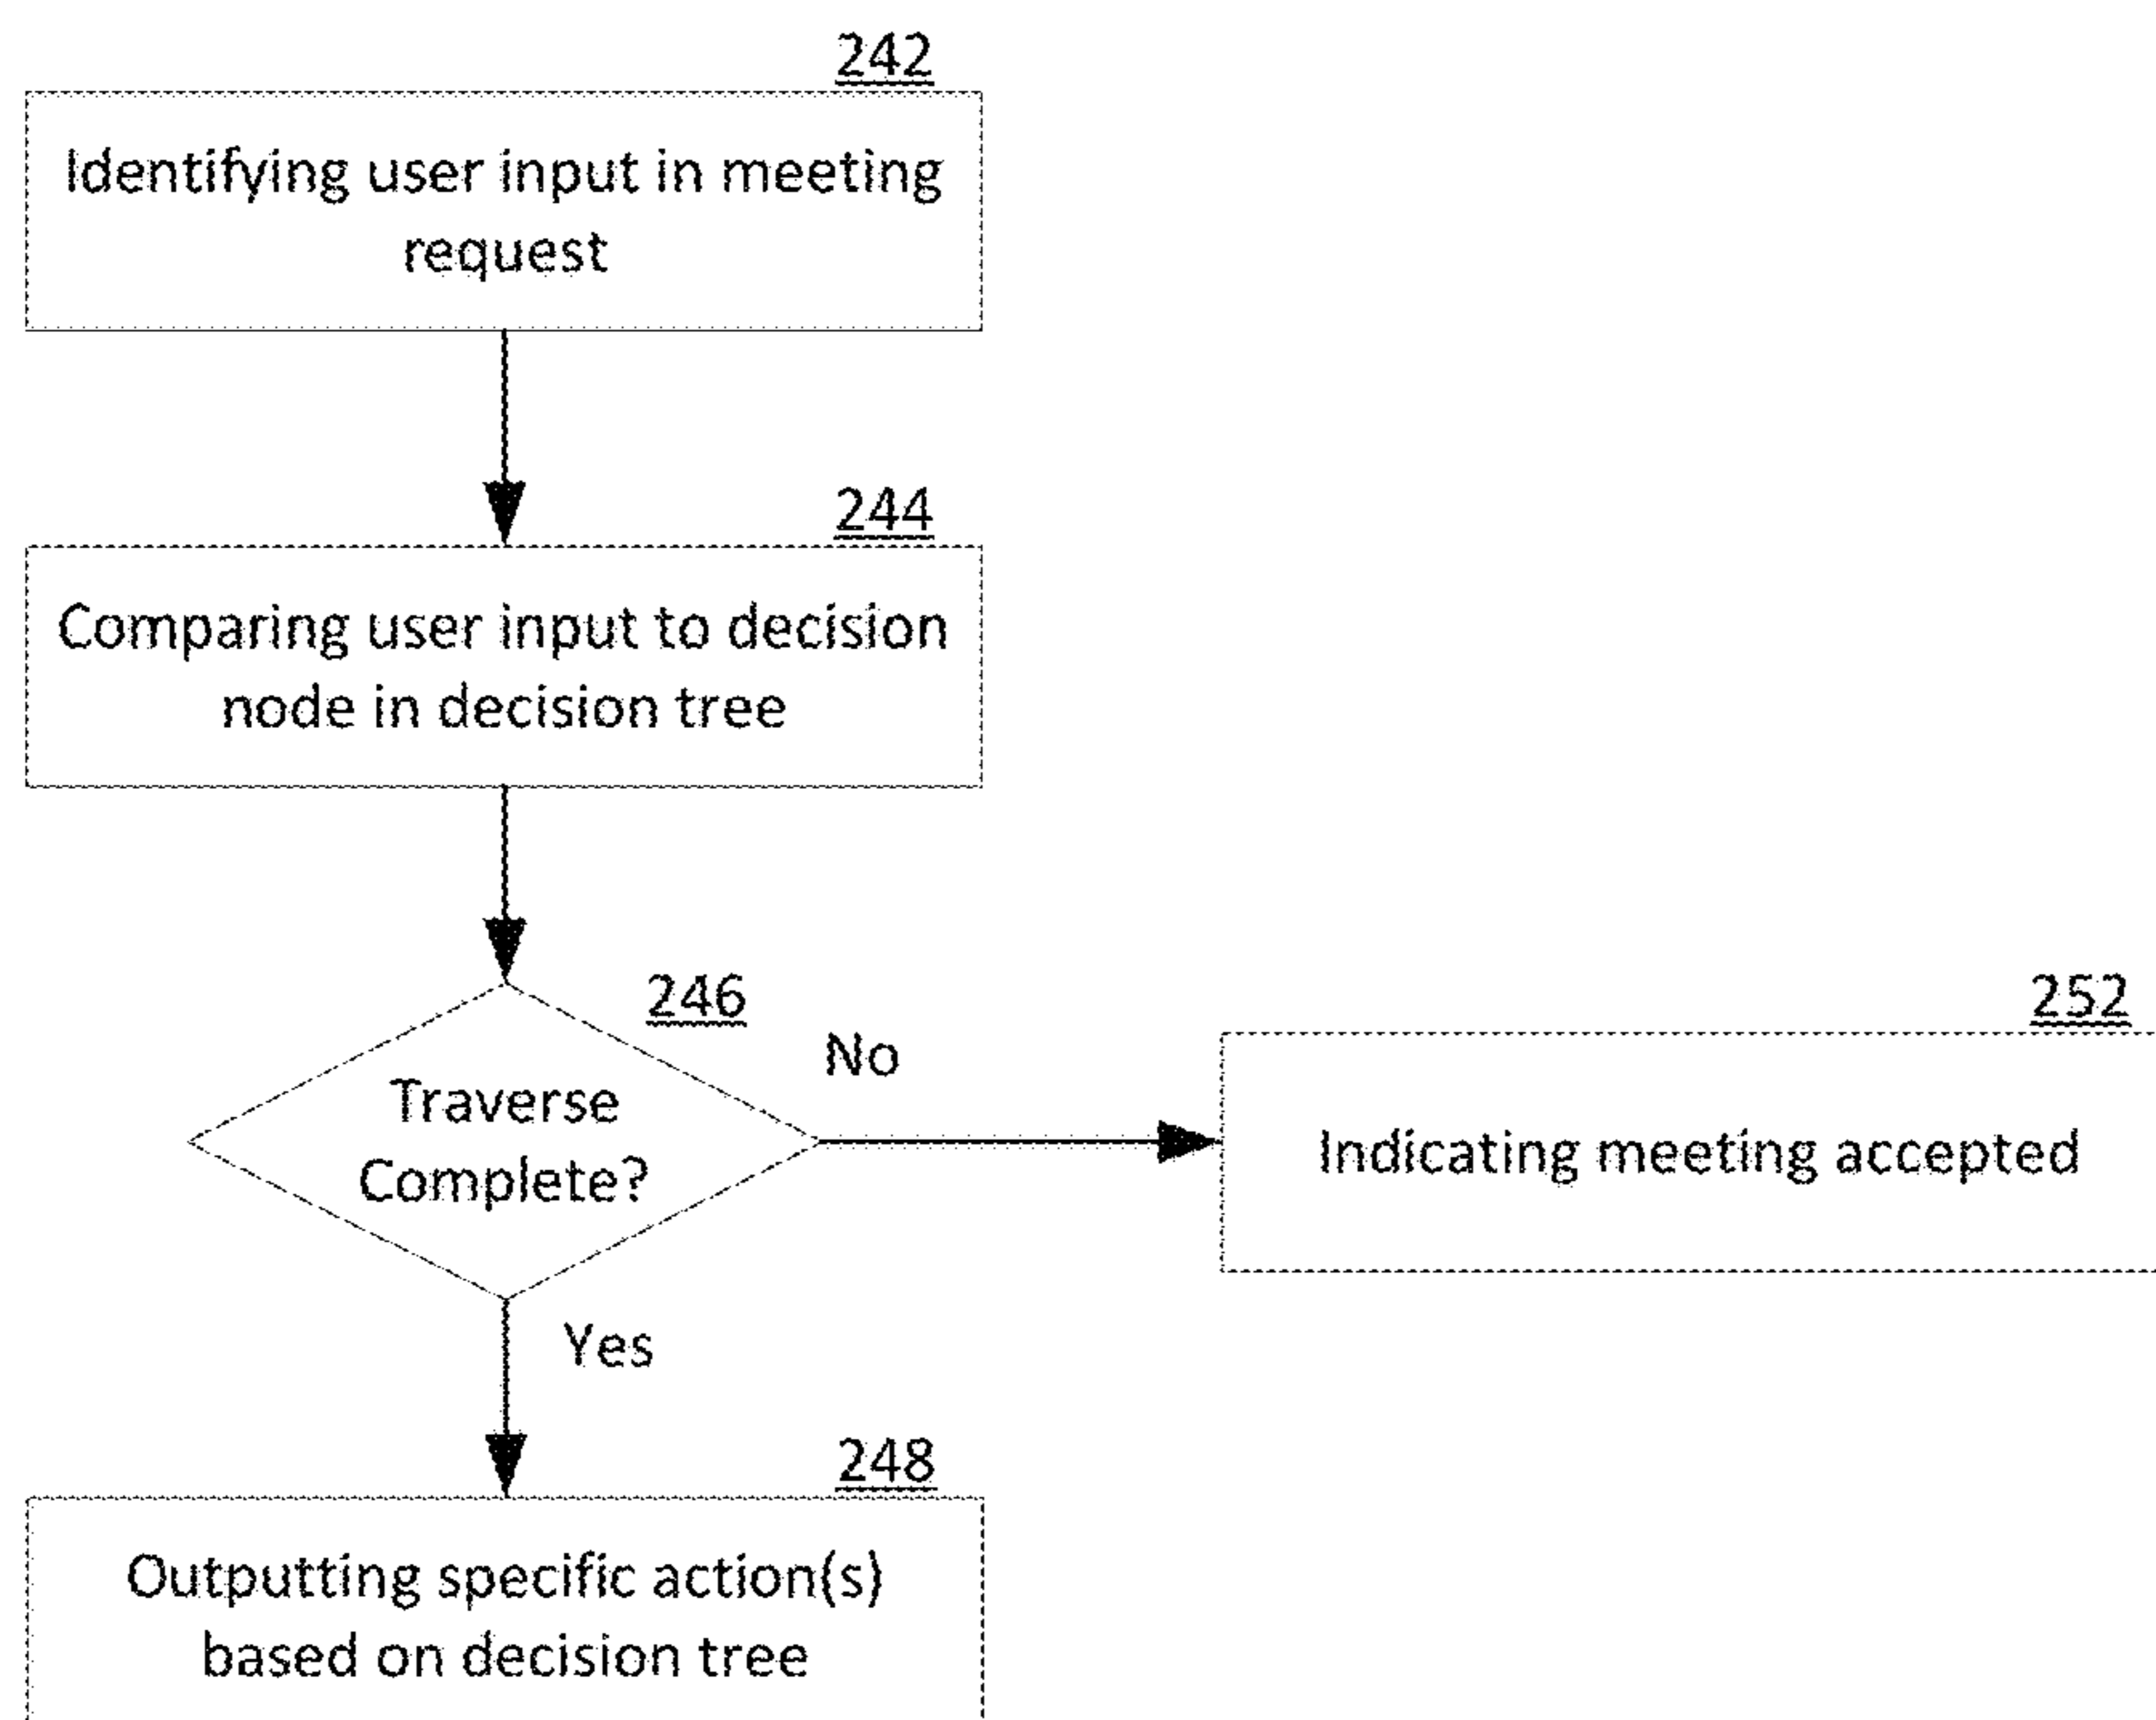 242
Identifying user input in meeting
request
244
Comparing user input to decision
node in decision tree
246
No
Traverse
Complete?
252
Indicating meeting accepted
Yes
248
Outputting specific action(s)
based on decision tree